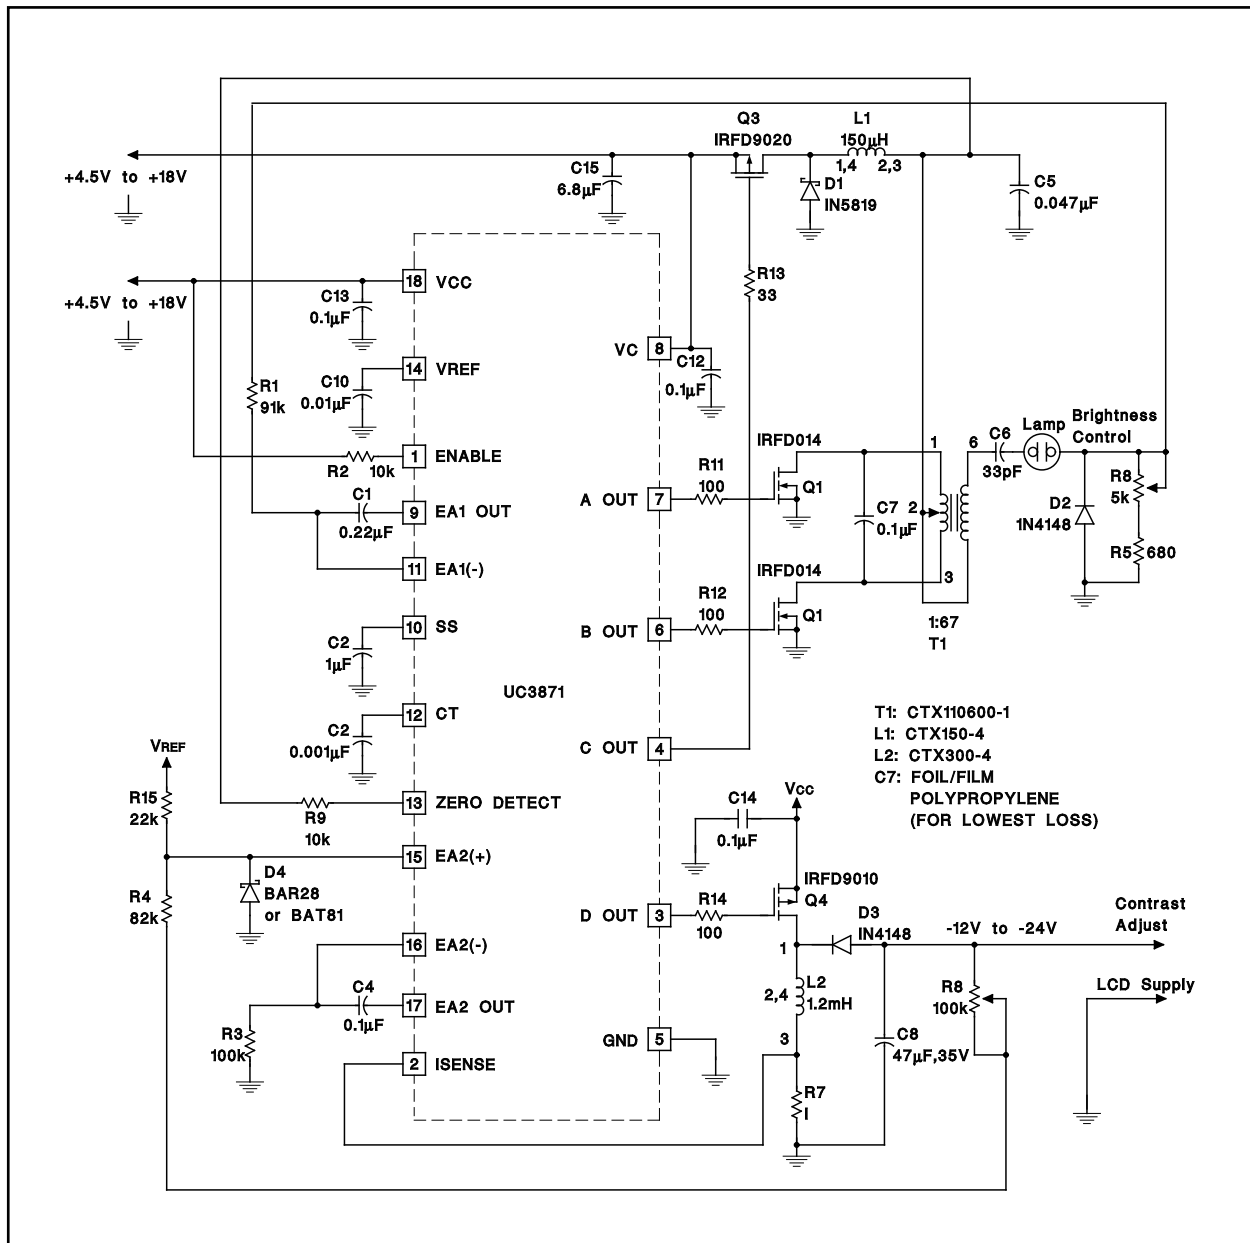 Q3
IRFD9020
L1
150µH
1,4
2,3
+4.5V to +18V
C15
6.8µF
D1
IN5819
C5
0.047µF
R13
33
18
VCC
+4.5V to +18V
C13
0.1µF
VC
8
C12
0.1µF
14
VREF
C10
0.01µF
R1
91k
1
ENABLE
R2
10k
IRFD014
1
6
C6
33pF
Lamp
Brightness
Control
R11
100
A OUT
7
Q1
C7
0.1µF
2
R8
5k
D2
1N4148
R5
680
C1
0.22µF
9
EA1 OUT
11
EA1(-)
IRFD014
3
R12
100
B OUT
6
Q1
1:67
T1
10
SS
C2
1µF
UC3871
12
CT
C2
0.001µF
C OUT
4
T1: CTX110600-1
L1: CTX150-4
L2: CTX300-4
C7: FOIL/FILM
POLYPROPYLENE
(FOR LOWEST LOSS)
VREF
R15
22k
13
ZERO DETECT
R9
10k
C14
0.1µF
Vcc
15
EA2(+)
R4
82k
D4
BAR28
or BAT81
IRFD9010
Q4
R14
100
D OUT
3
D3
IN4148
-12V to -24V
Contrast
Adjust
1
16
EA2(-)
C4
0.1µF
17
EA2 OUT
R3
100k
2,4
L2
1.2mH
R8
100k
LCD Supply
GND
5
3
C8
47µF,35V
2
ISENSE
R7
I